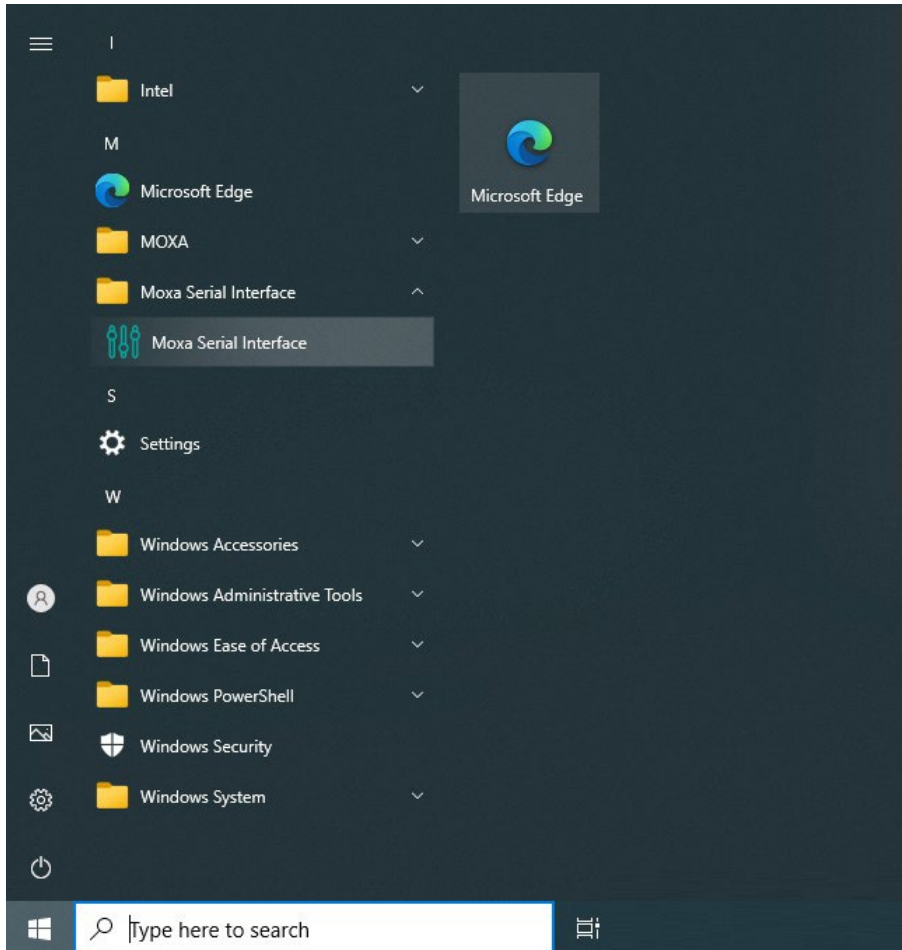 I
Intel
M
Microsoft Edge
MOXA
Moxa Serial Interface
Moxa Serial Interface
S
Settings
W
Windows Accessories
Windows Administrative Tools
Windows Ease of Access
Windows PowerShell
Windows Security
Windows System
Microsoft Edge
Type here to search